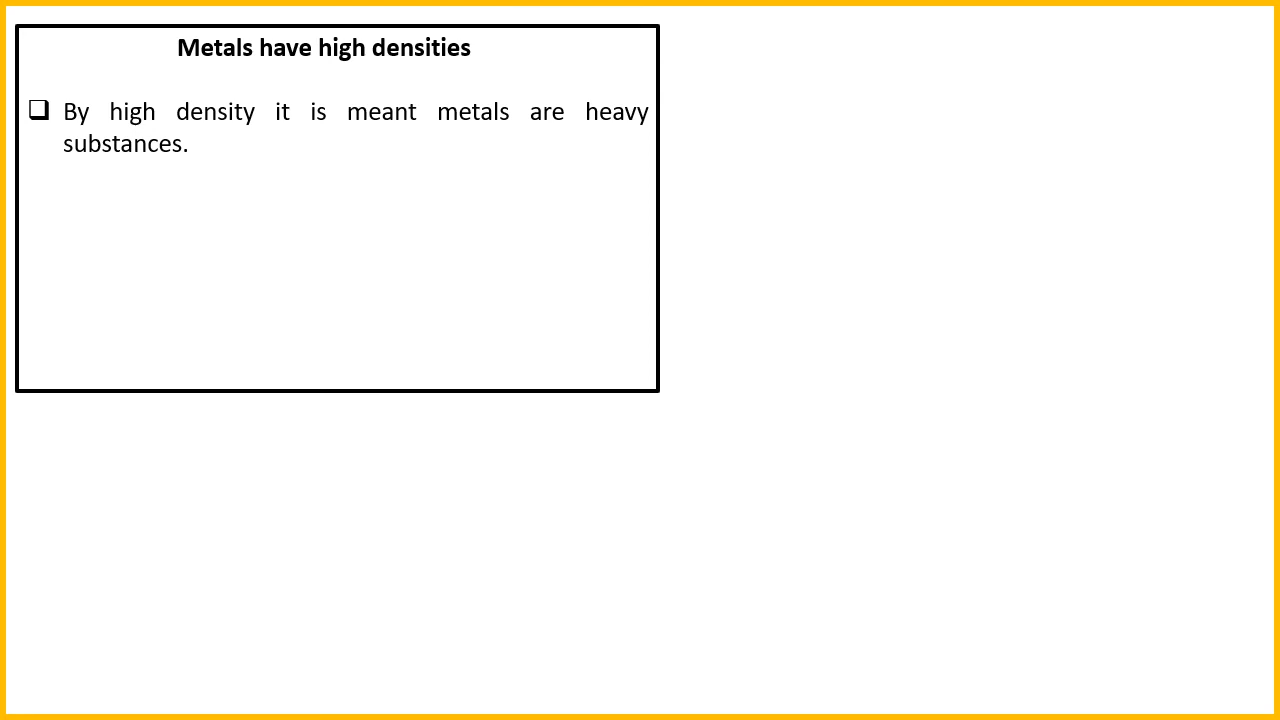 Metals have high densities
❑ By high density it is meant metals are heavy
substances.